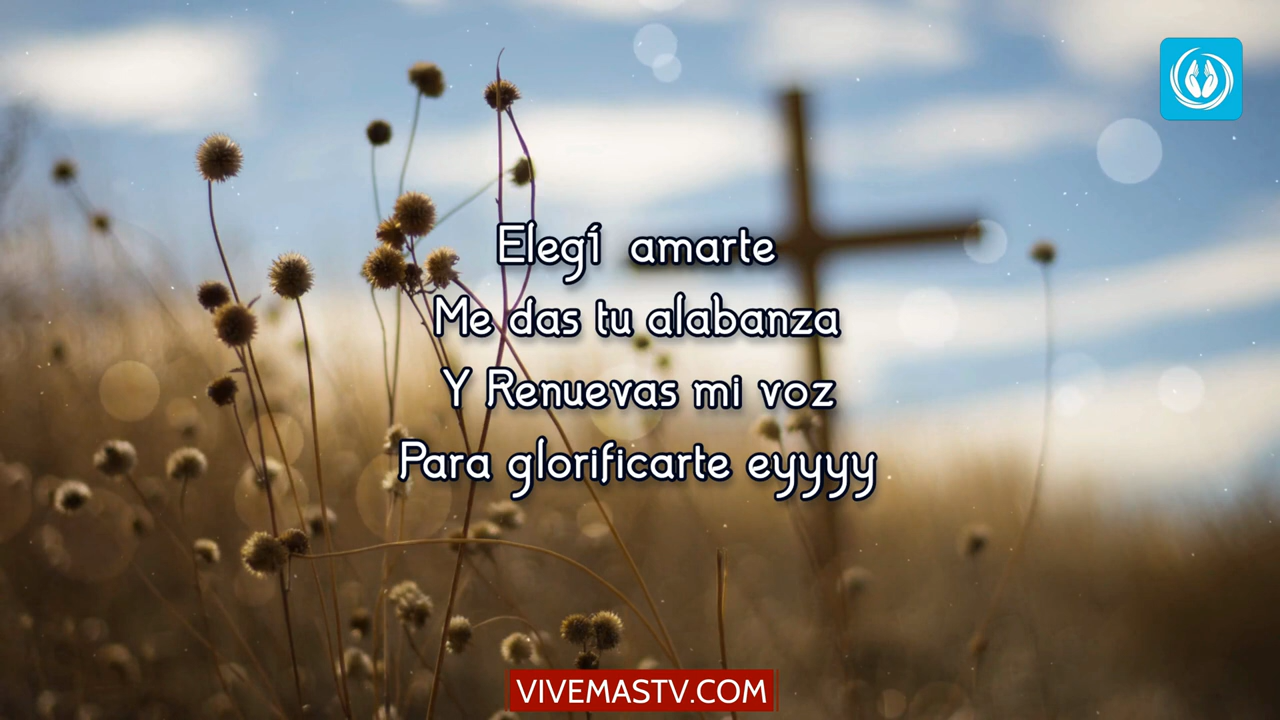 Elegí amarte
Me das tu alabanza
Y Renuevas mi voz
Para glorificarte eyyyy
VIVEMASTV.COM